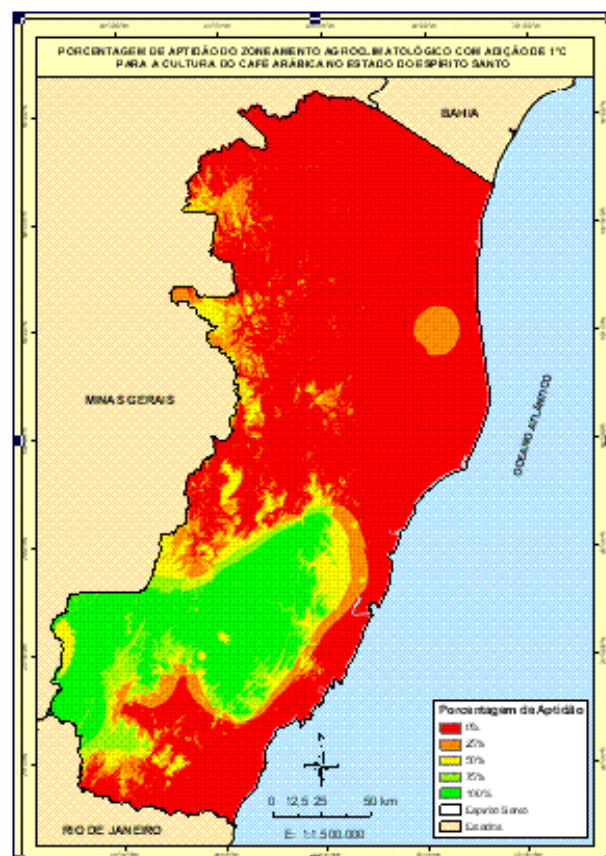 PORCENTAGEM DE APTIDÃO DO ZONEAMENTO AGROCLIMATOLÓGICO COM ADIÇÃO DE 1°C
PARA A CULTURA DO CAFÉ ARÁBICA NO ESTADO DO ESPÍRITO SANTO
BAHIA
MINAS GERAIS
OCEANO ATLÂNTICO
Porcentagem de Aptidão
0%
25%
50%
75%
100%
Espírito Santo
Estados
0 12,5 25 50 km
E: 1:1.500.000
RIO DE JANEIRO